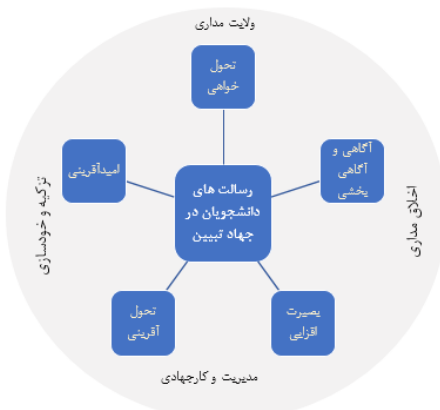 ولایت مداری
تحول
خواهی
آگاهی و
آگاهی
بخشی
امیدآفرینی
رسالت های
دانشجویان در
جهاد تبیین
اخلاق مداری
تزکیه و خودسازی
بصیرت
افزایی
تحول
آفرینی
مدیریت و کارجهادی